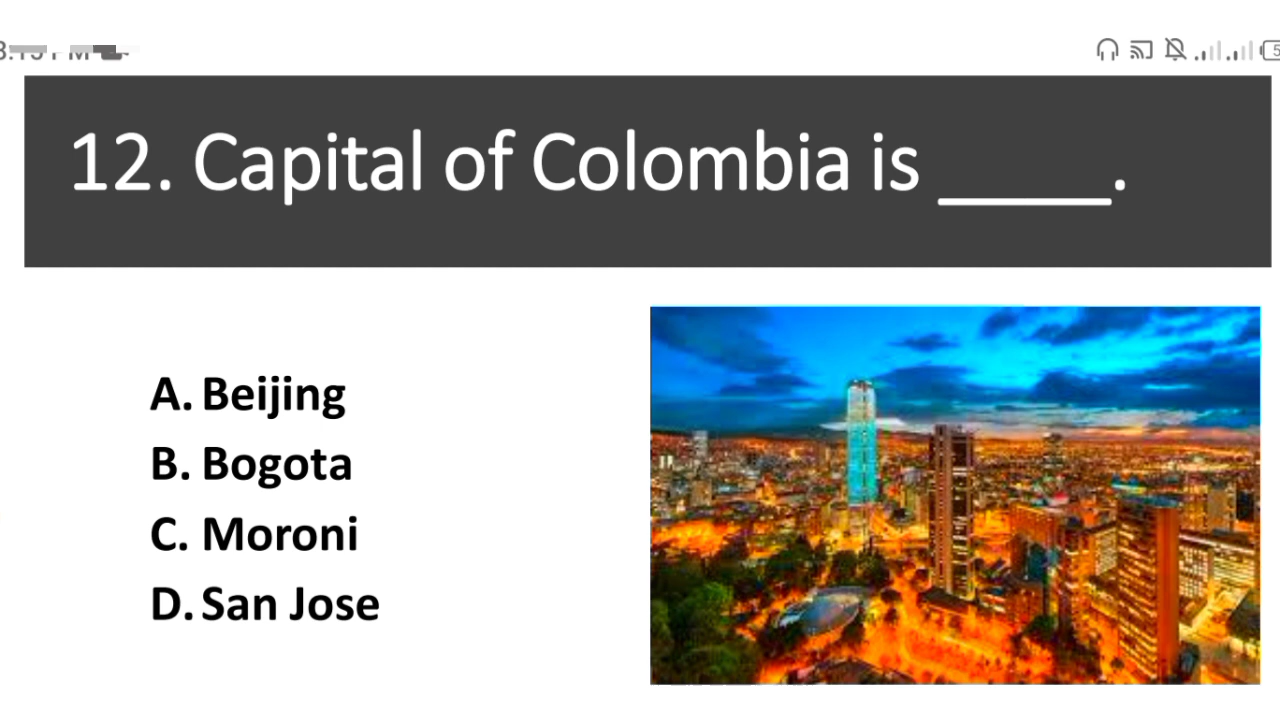 12. Capital of Colombia is _____.
A. Beijing
B. Bogota
C. Moroni
D. San Jose